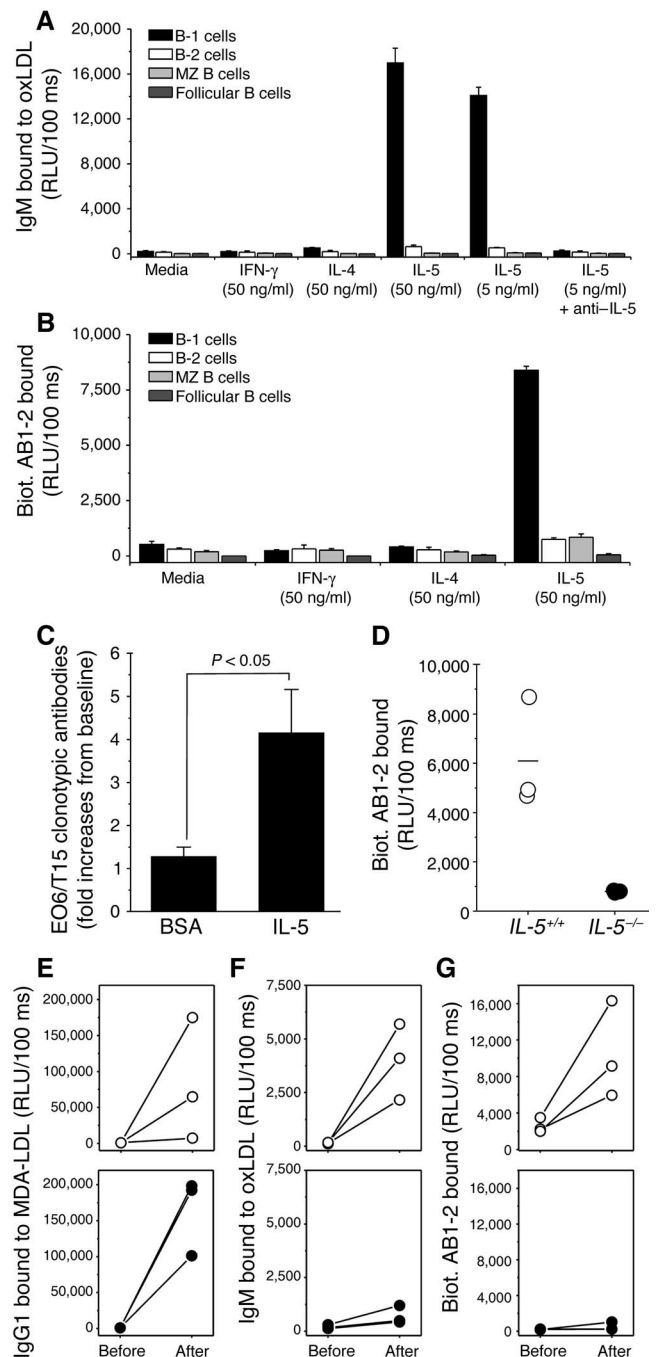 A
IgM bound to oxLDL
(RLU/100 ms)
20,000
16,000
12,000
8,000
4,000
0
B-1 cells
B-2 cells
MZ B cells
Follicular B cells
Media
IFN-γ
(50 ng/ml)
IL-4
(50 ng/ml)
IL-5
(50 ng/ml)
IL-5
(5 ng/ml)
IL-5
(5 ng/ml)
+ anti–IL-5
B
Biot. AB1-2 bound
(RLU/100 ms)
10,000
7,500
5,000
2,500
0
B-1 cells
B-2 cells
MZ B cells
Follicular B cells
Media
IFN-γ
(50 ng/ml)
IL-4
(50 ng/ml)
IL-5
(50 ng/ml)
C
EO6/T15 clonotypic antibodies
(fold increases from baseline)
6
5
4
3
2
1
0
P < 0.05
BSA
IL-5
D
Biot. AB1-2 bound
(RLU/100 ms)
10,000
8,000
6,000
4,000
2,000
0
IL-5+/+
IL-5–/–
E
IgG1 bound to MDA-LDL (RLU/100 ms)
200,000
150,000
100,000
50,000
0
200,000
150,000
100,000
50,000
0
Before
After
F
IgM bound to oxLDL (RLU/100 ms)
7,500
5,000
2,500
0
7,500
5,000
2,500
0
Before
After
G
Biot. AB1-2 bound (RLU/100 ms)
16,000
12,000
8,000
4,000
0
16,000
12,000
8,000
4,000
0
Before
After